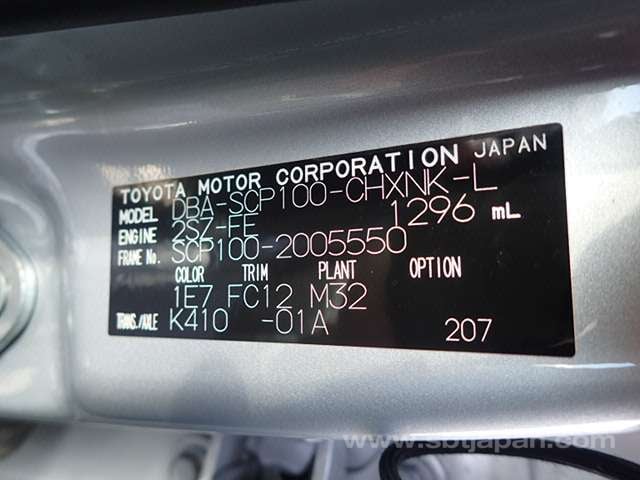 TOYOTA MOTOR CORPORATION JAPAN
MODEL DBA-SCP100-CHXNK-L
ENGINE 2SZ-FE 1296 mL
FRAME No. SCP100-2005550
COLOR TRIM PLANT OPTION
1E7 FC12 M32
TRANS./AXLE K410 -01A 207
www.sbtjapan.com